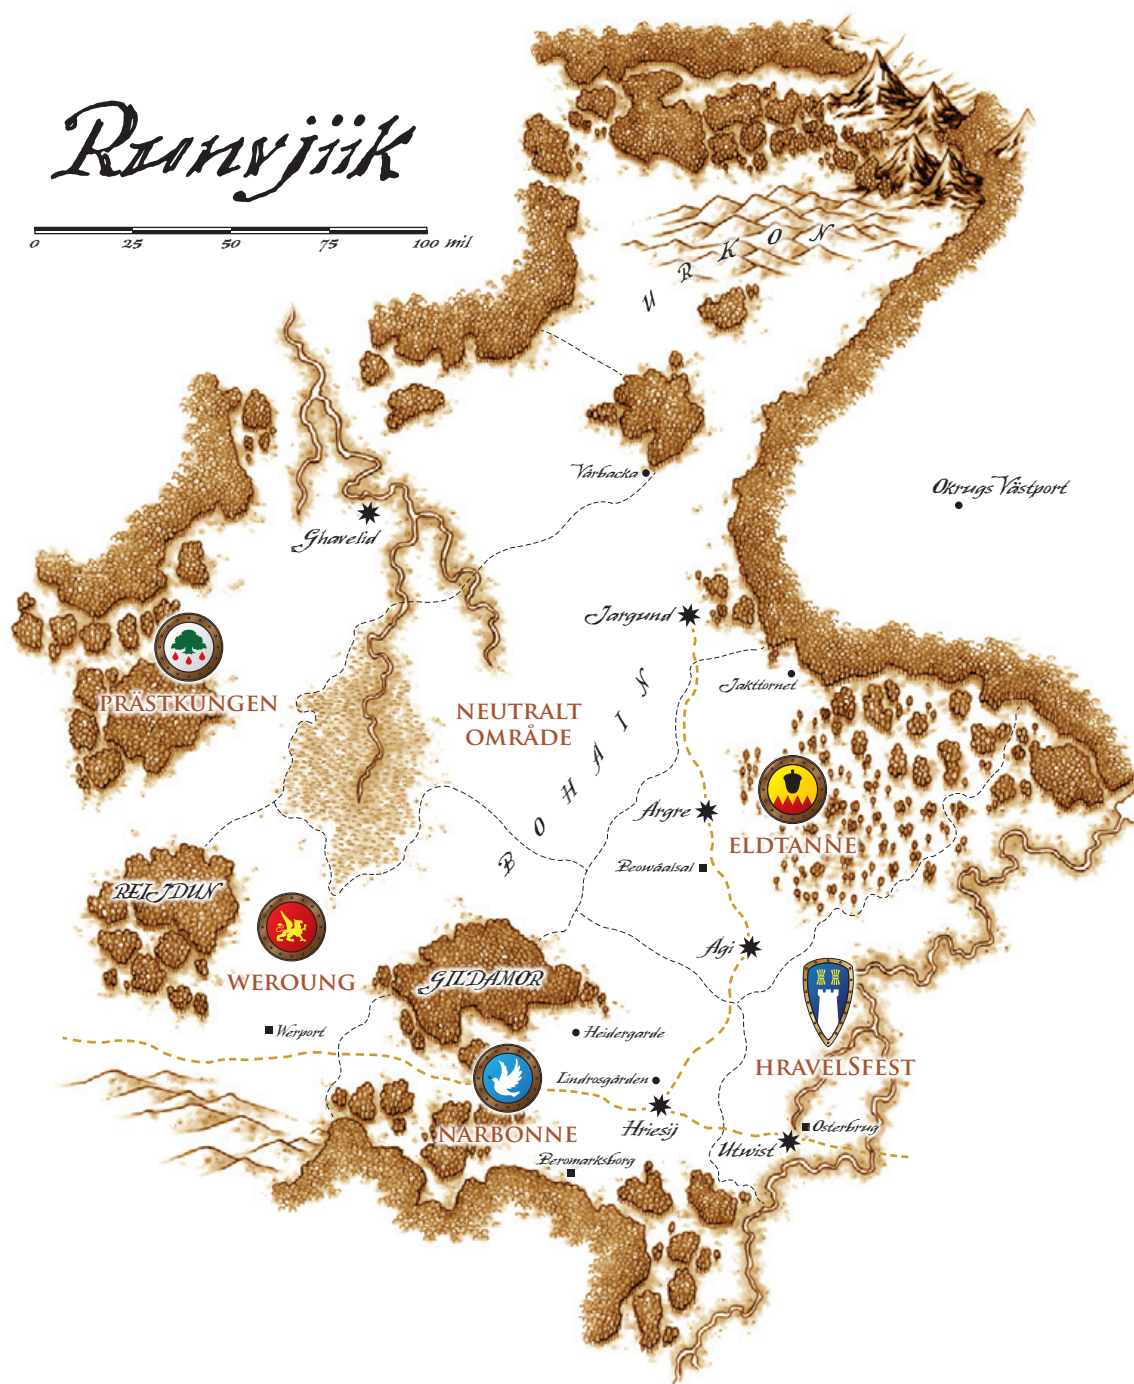 Runvjiik
0 25 50 75 100 mil
URKON
Vårbacka
Okrugs Västport
Ghavelid
Jargund
Jakttornet
PRÄSTKUNGEN
NEUTRALT
OMRÅDE
BOHÅIN
Argre
ELDTANNE
Beowåalsal
REIJDUN
Agi
WEROUNG
GILDAMOR
Werport
Heidergarde
HRAVELSFEST
Lindrosgården
NARBONNE
Hriesij
Osterbrug
Utwist
Beromarksborg